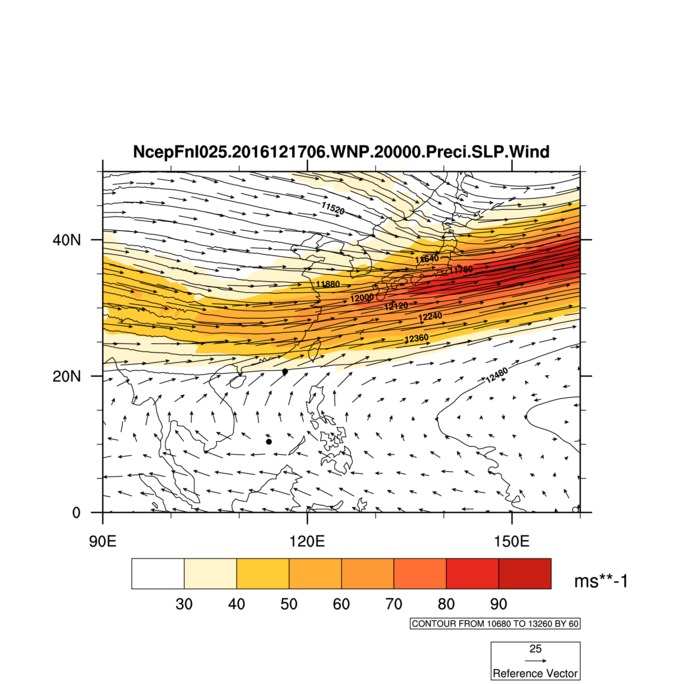 NcepFnl025.2016121706.WNP.20000.Preci.SLP.Wind
11520
40N
11640
11760
11880
12000
12120
12240
12360
12480
20N
0
90E 120E 150E
ms**-1
30 40 50 60 70 80 90
CONTOUR FROM 10680 TO 13260 BY 60
25
Reference Vector